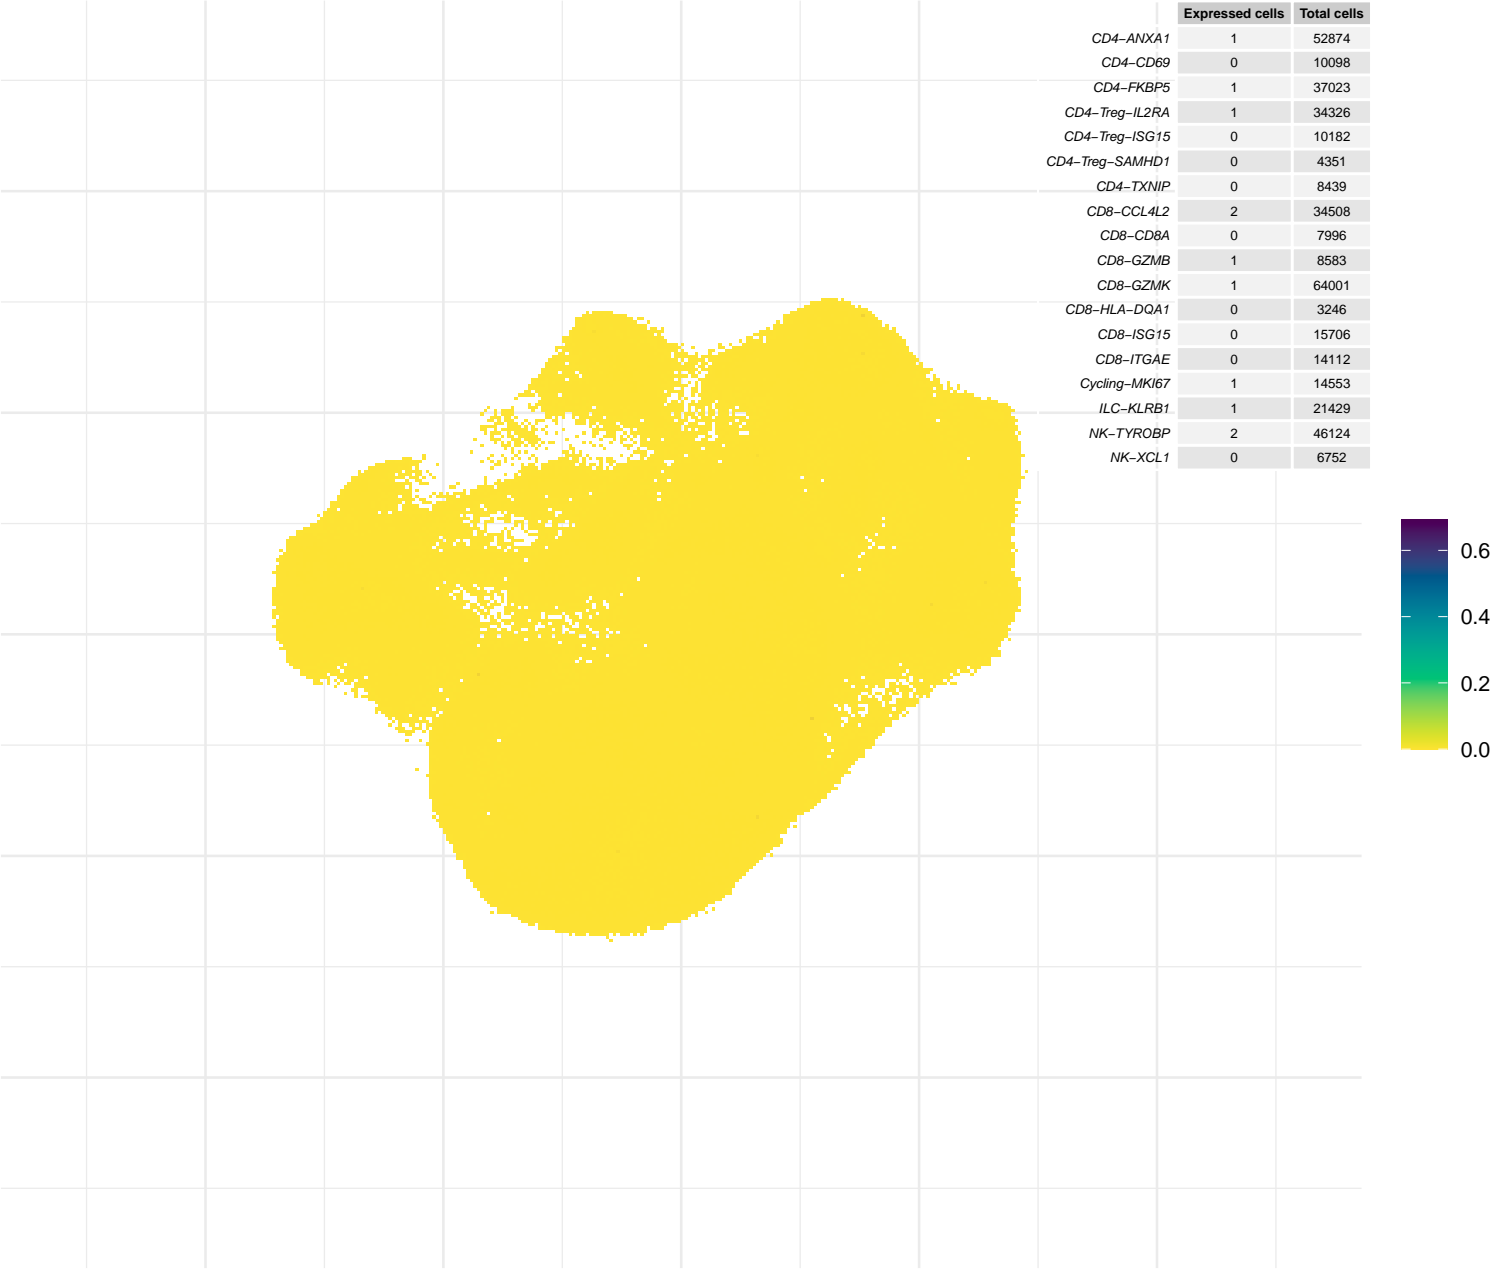 Expressed cells Total cells
CD4−ANXA1 1 52874
CD4−CD69 0 10098
CD4−FKBP5 1 37023
CD4−Treg−IL2RA 1 34326
CD4−Treg−ISG15 0 10182
CD4−Treg−SAMHD1 0 4351
CD4−TXNIP 0 8439
CD8−CCL4L2 2 34508
CD8−CD8A 0 7996
CD8−GZMB 1 8583
CD8−GZMK 1 64001
CD8−HLA−DQA1 0 3246
CD8−ISG15 0 15706
CD8−ITGAE 0 14112
Cycling−MKI67 1 14553
ILC−KLRB1 1 21429
NK−TYROBP 2 46124
NK−XCL1 0 6752
0.6
0.4
0.2
0.0